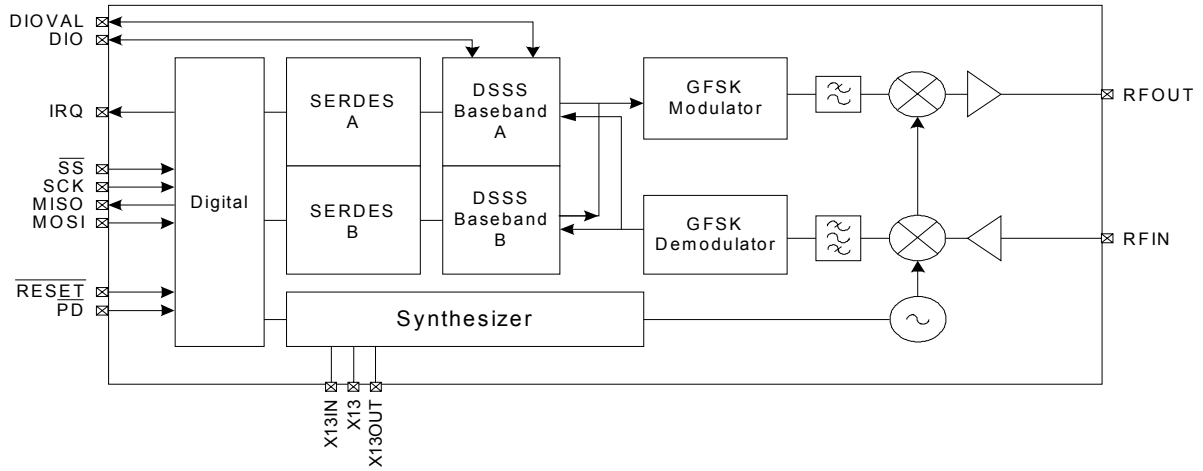 DIOVAL
DIO
IRQ
SS
SCK
MISO
MOSI
RESET
PD
Digital
SERDES
A
SERDES
B
DSSS
Baseband
A
DSSS
Baseband
B
GFSK
Modulator
GFSK
Demodulator
Synthesizer
RFOUT
RFIN
X13IN
X13
X13OUT